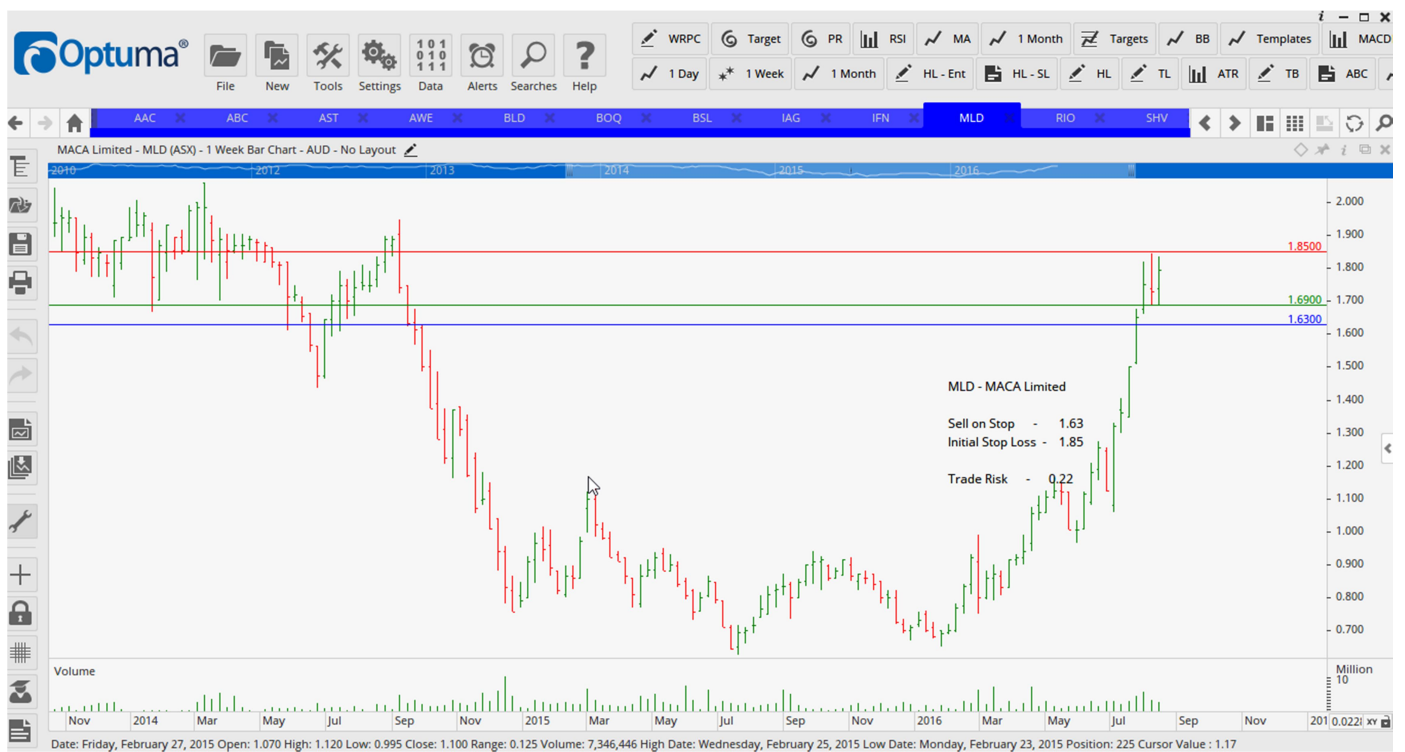 Optuma®
File New Tools Settings Data Alerts Searches Help
WRPC Target PR RSI MA 1 Month Targets BB Templates MACD
1 Day 1 Week 1 Month HL - Ent HL - SL HL TL ATR TB ABC
AAC ABC AST AWE BLD BOQ BSL IAG IFN MLD RIO SHV
MACA Limited - MLD (ASX) - 1 Week Bar Chart - AUD - No Layout
2010 2012 2013 2014 2015 2016
2.000
1.900
1.8500
1.800
1.6900
1.700
1.6300
1.600
1.500
1.400
1.300
1.200
1.100
1.000
0.900
0.800
0.700
MLD - MACA Limited
Sell on Stop - 1.63
Initial Stop Loss - 1.85
Trade Risk - 0.22
Volume
Million
10
Nov 2014 Mar May Jul Sep Nov 2015 Mar May Jul Sep Nov 2016 Mar May Jul Sep Nov 201 XY
Date: Friday, February 27, 2015 Open: 1.070 High: 1.120 Low: 0.995 Close: 1.100 Range: 0.125 Volume: 7,346,446 High Date: Wednesday, February 25, 2015 Low Date: Monday, February 23, 2015 Position: 225 Cursor Value : 1.17